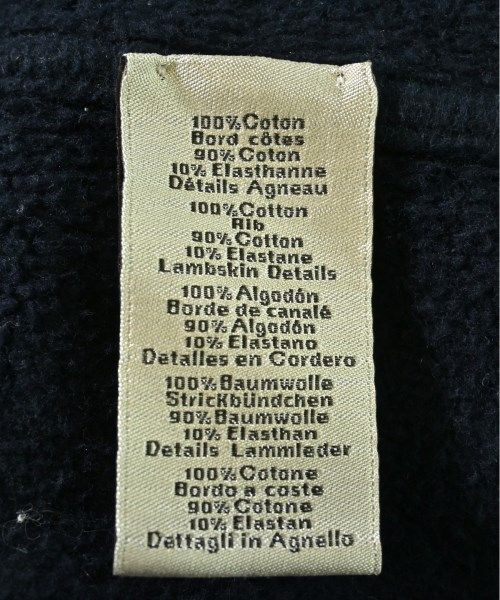 100% Coton
Bord côtes
90% Coton
10% Elasthanne
Détails Agneau
100% Cotton
Rib
90% Cotton
10% Elastane
Lambskin Details
100% Algodón
Borde de canalé
90% Algodón
10% Elastano
Detalles en Cordero
100% Baumwolle
Strickbündchen
90% Baumwolle
10% Elasthan
Details Lammleder
100% Cotone
Bordo a coste
90% Cotone
10% Elastan
Dettagli in Agnello